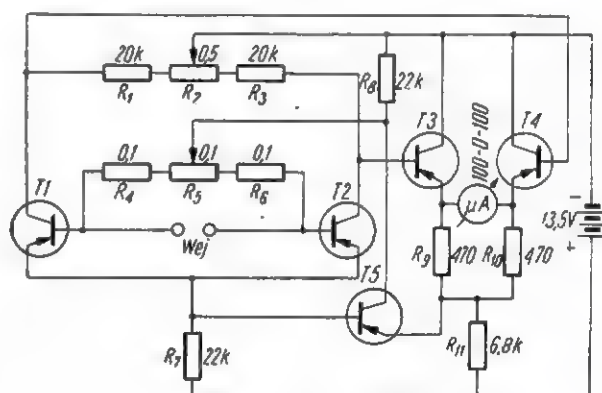 20k 0,5 20k
R1 R2 R3
R8 22k
T3 T4
100-0-100
0,1 0,1 0,1
R4 R5 R6
T1 T2
Wej
µA
− 13,5V +
R9 470 R10 470
T5
R7 22k
R11 6,8k